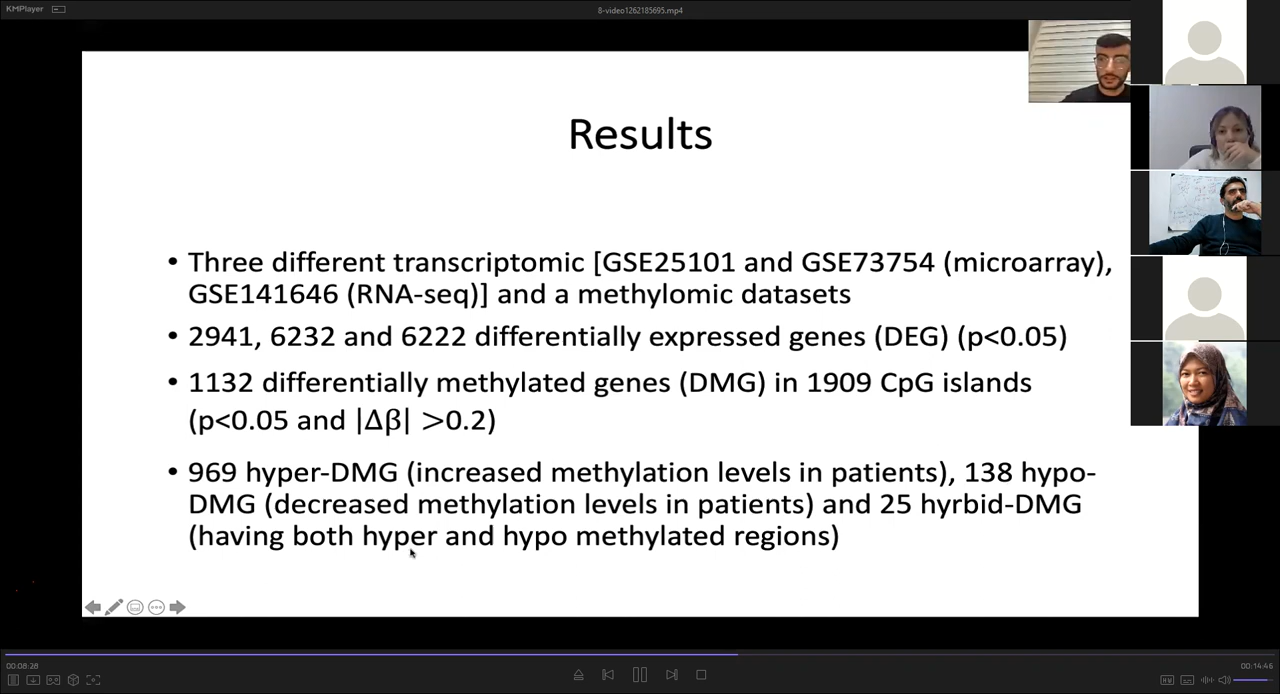 KMPlayer
8-video1262185695.mp4
Results
• Three different transcriptomic [GSE25101 and GSE73754 (microarray),
GSE141646 (RNA-seq)] and a methylomic datasets
• 2941, 6232 and 6222 differentially expressed genes (DEG) (p<0.05)
• 1132 differentially methylated genes (DMG) in 1909 CpG islands
(p<0.05 and |Δβ| >0.2)
• 969 hyper-DMG (increased methylation levels in patients), 138 hypo-
DMG (decreased methylation levels in patients) and 25 hyrbid-DMG
(having both hyper and hypo methylated regions)
00:08:28
00:14:46